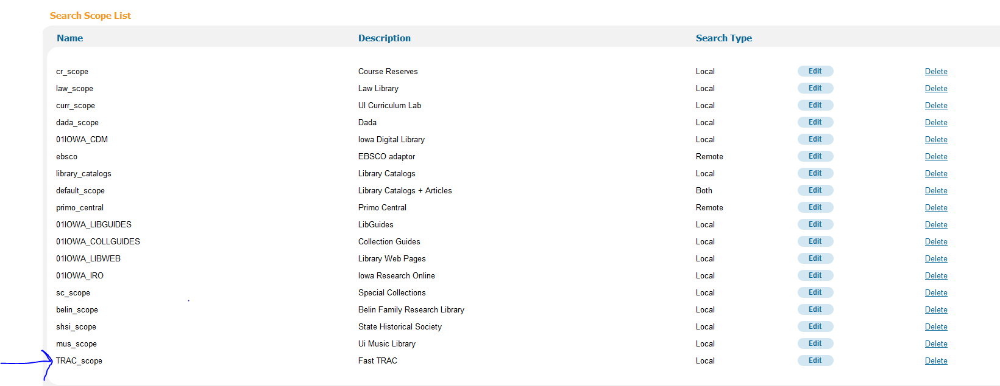 Search Scope List
Name Description Search Type
cr_scope Course Reserves Local Edit Delete
law_scope Law Library Local Edit Delete
curr_scope UI Curriculum Lab Local Edit Delete
dada_scope Dada Local Edit Delete
01IOWA_CDM Iowa Digital Library Local Edit Delete
ebsco EBSCO adaptor Remote Edit Delete
library_catalogs Library Catalogs Local Edit Delete
default_scope Library Catalogs + Articles Both Edit Delete
primo_central Primo Central Remote Edit Delete
01IOWA_LIBGUIDES LibGuides Local Edit Delete
01IOWA_COLLGUIDES Collection Guides Local Edit Delete
01IOWA_LIBWEB Library Web Pages Local Edit Delete
01IOWA_IRO Iowa Research Online Local Edit Delete
sc_scope Special Collections Local Edit Delete
belin_scope Belin Family Research Library Local Edit Delete
shsi_scope State Historical Society Local Edit Delete
mus_scope Ui Music Library Local Edit Delete
TRAC_scope Fast TRAC Local Edit Delete